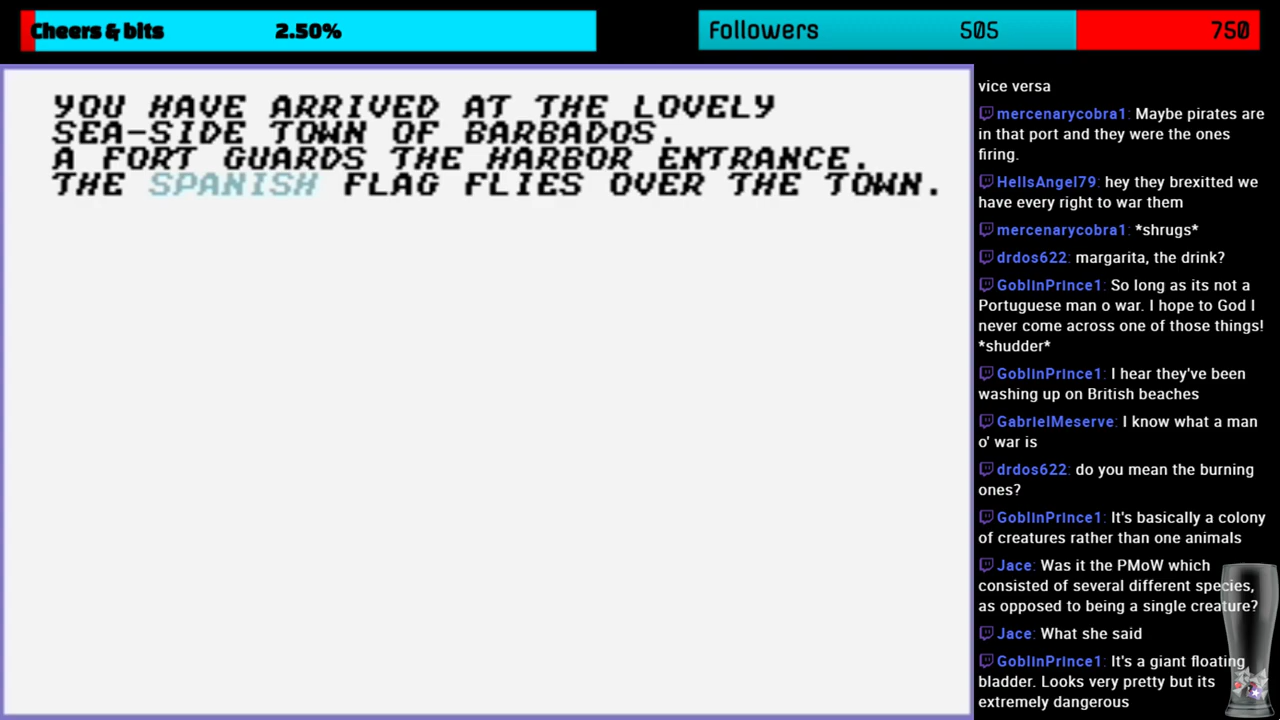 Cheers & bits 2.50%
Followers 505 750
YOU HAVE ARRIVED AT THE LOVELY
SEA-SIDE TOWN OF BARBADOS.
A FORT GUARDS THE HARBOR ENTRANCE.
THE SPANISH FLAG FLIES OVER THE TOWN.
vice versa
mercenarycobra1: Maybe pirates are
in that port and they were the ones
firing.
HellsAngel79: hey they brexitted we
have every right to war them
mercenarycobra1: *shrugs*
drdos622: margarita, the drink?
GoblinPrince1: So long as its not a
Portuguese man o war. I hope to God I
never come across one of those things!
*shudder*
GoblinPrince1: I hear they've been
washing up on British beaches
GabrielMeserve: I know what a man
o' war is
drdos622: do you mean the burning
ones?
GoblinPrince1: It's basically a colony
of creatures rather than one animals
Jace: Was it the PMoW which
consisted of several different species,
as opposed to being a single creature?
Jace: What she said
GoblinPrince1: It's a giant floating
bladder. Looks very pretty but its
extremely dangerous